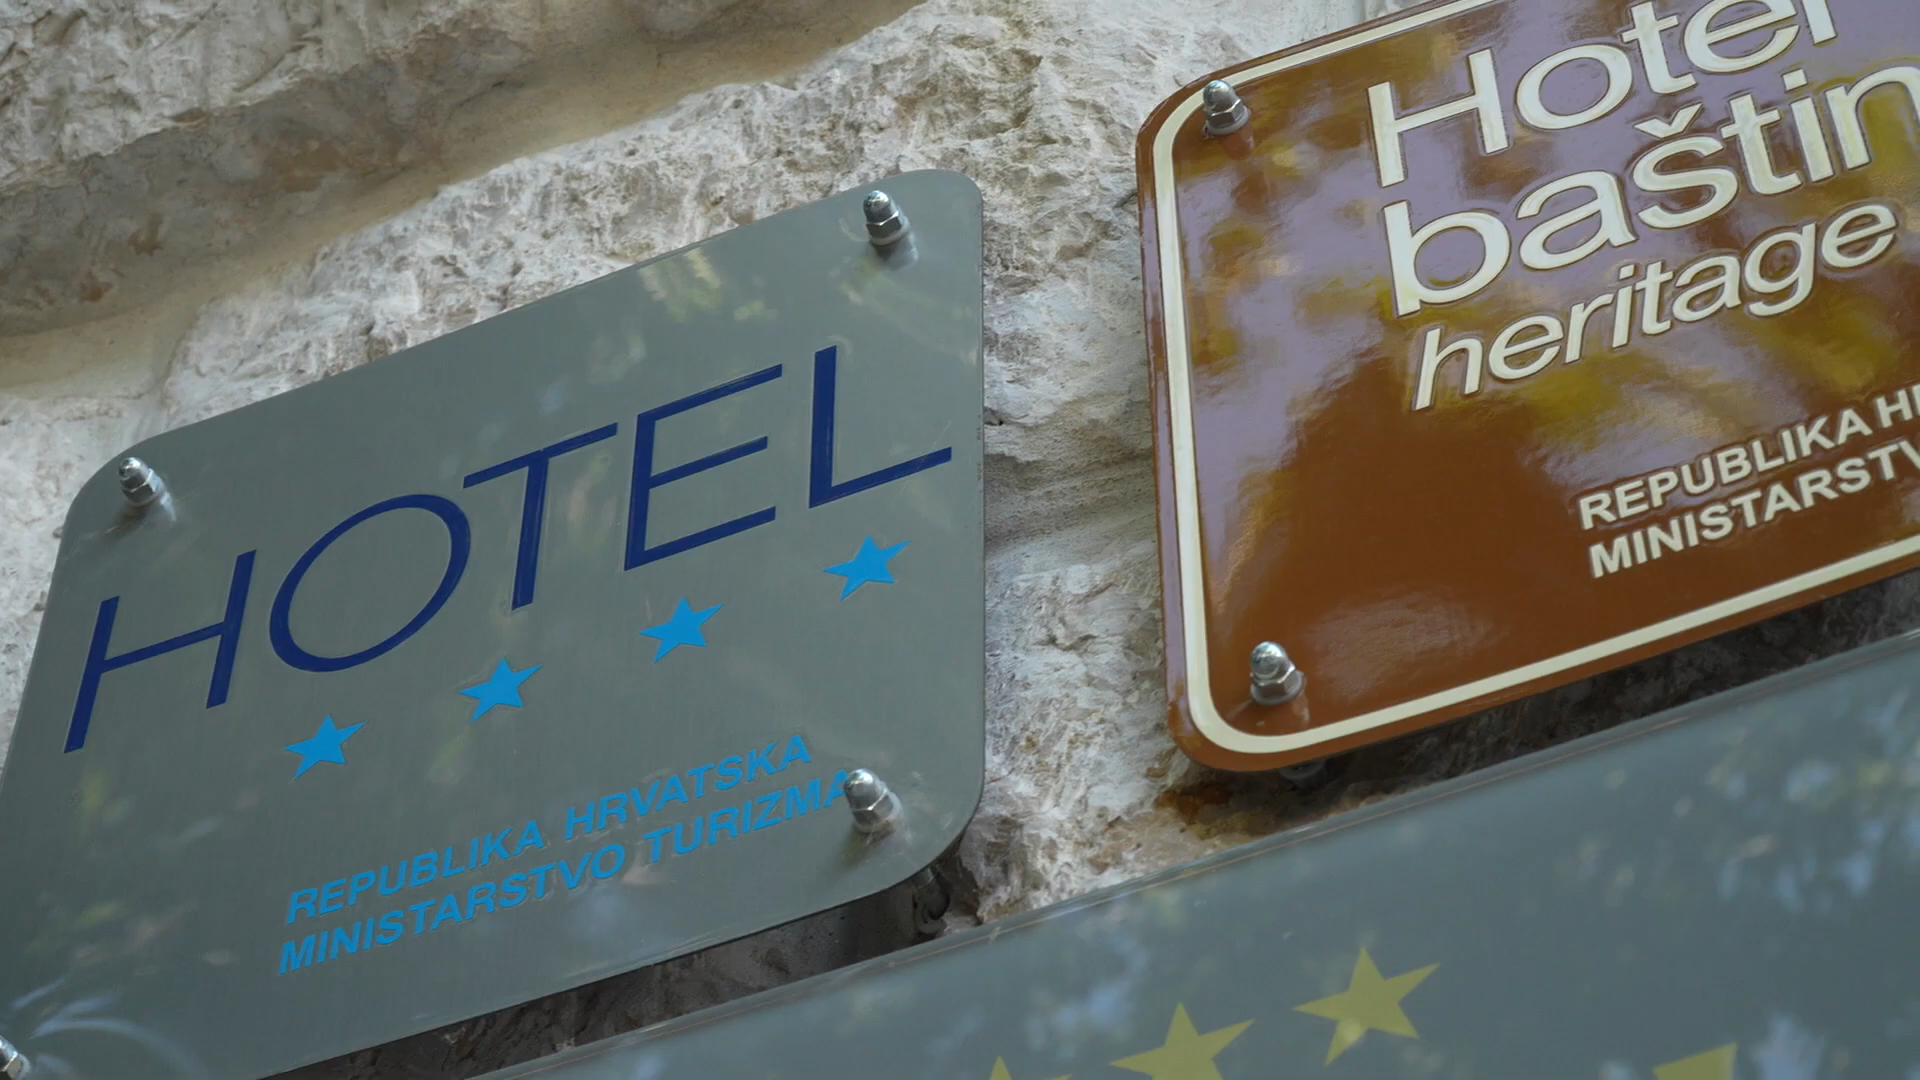 HOTEL
REPUBLIKA HRVATSKA
MINISTARSTVO TURIZMA
Hotel
baštin
heritage
REPUBLIKA
MINISTARSTV